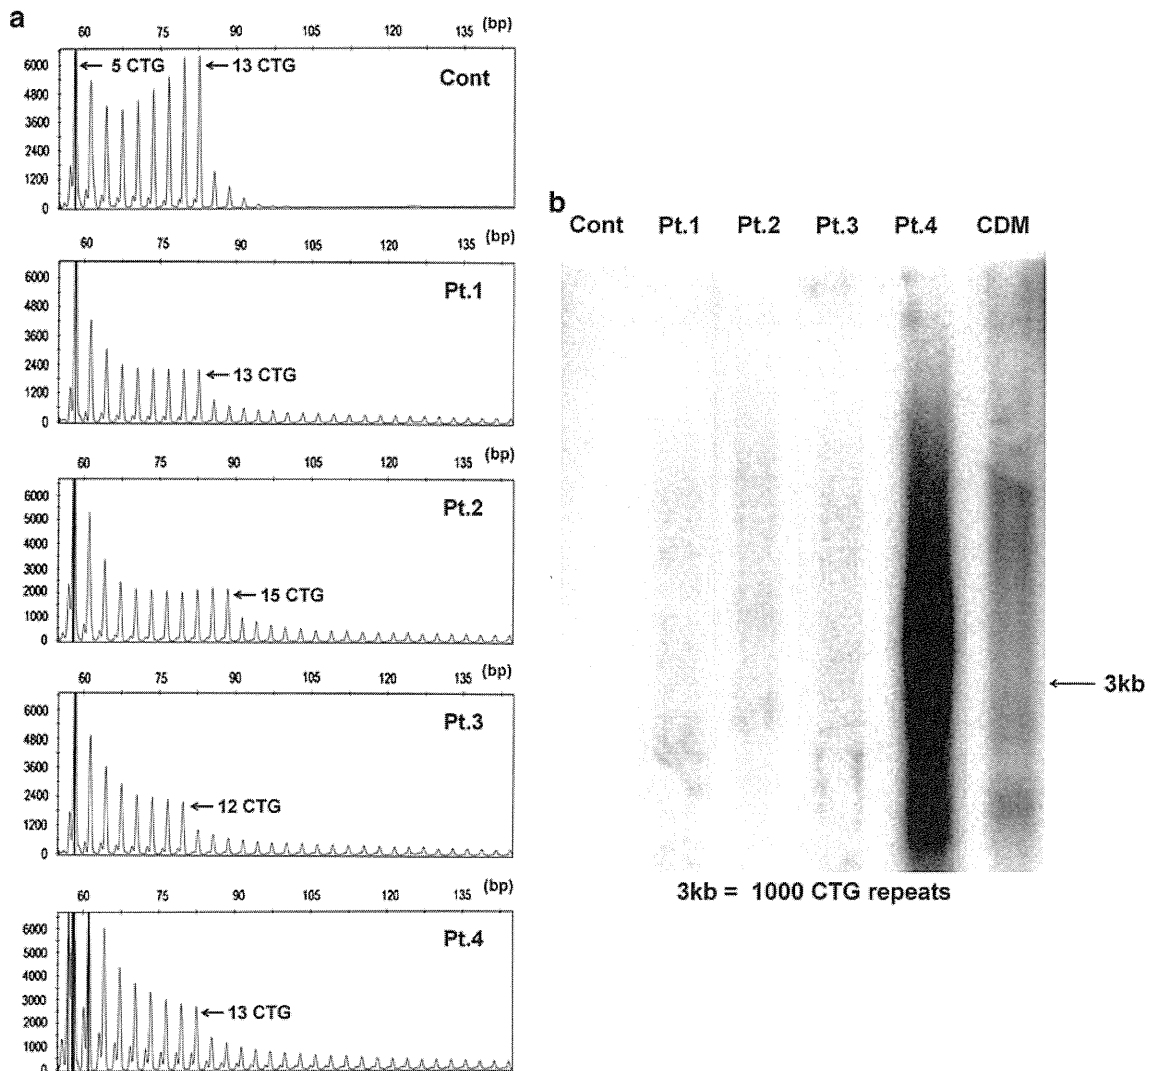 a
60 75 90 105 120 135 (bp)
6000
4800
3600
2400
1200
0
← 5 CTG
← 13 CTG
Cont
60 75 90 105 120 135 (bp)
6000
4800
3600
2400
1200
0
← 13 CTG
Pt.1
60 75 90 105 120 135 (bp)
6000
5000
4000
3000
2000
1000
0
← 15 CTG
Pt.2
60 75 90 105 120 135 (bp)
6000
4800
3600
2400
1200
0
← 12 CTG
Pt.3
60 75 90 105 120 135 (bp)
6000
5000
4000
3000
2000
1000
0
← 13 CTG
Pt.4
b
Cont Pt.1 Pt.2 Pt.3 Pt.4 CDM
← 3kb
3kb = 1000 CTG repeats